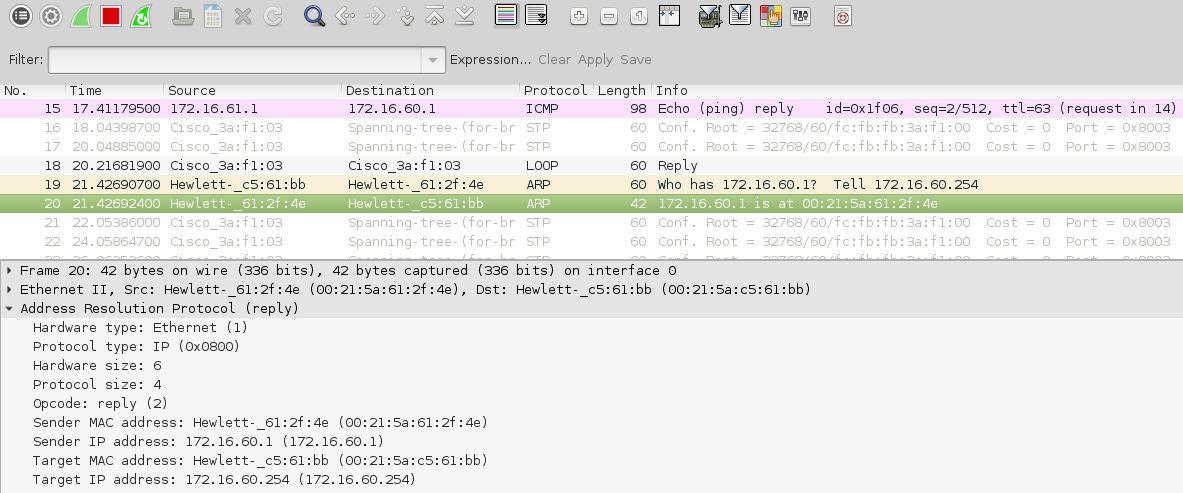 Filter: Expression... Clear Apply Save
No. Time Source Destination Protocol Length Info
15 17.41179500 172.16.61.1 172.16.60.1 ICMP 98 Echo (ping) reply id=0x1f06, seq=2/512, ttl=63 (request in 14)
16 18.04398700 Cisco_3a:f1:03 Spanning-tree-(for-br STP 60 Conf. Root = 32768/60/fc:fb:fb:3a:f1:00 Cost = 0 Port = 0x8003
17 20.04885000 Cisco_3a:f1:03 Spanning-tree-(for-br STP 60 Conf. Root = 32768/60/fc:fb:fb:3a:f1:00 Cost = 0 Port = 0x8003
18 20.21681900 Cisco_3a:f1:03 Cisco_3a:f1:03 LOOP 60 Reply
19 21.42690700 Hewlett-_c5:61:bb Hewlett-_61:2f:4e ARP 60 Who has 172.16.60.1? Tell 172.16.60.254
20 21.42692400 Hewlett-_61:2f:4e Hewlett-_c5:61:bb ARP 42 172.16.60.1 is at 00:21:5a:61:2f:4e
21 22.05386000 Cisco_3a:f1:03 Spanning-tree-(for-br STP 60 Conf. Root = 32768/60/fc:fb:fb:3a:f1:00 Cost = 0 Port = 0x8003
22 24.05864700 Cisco_3a:f1:03 Spanning-tree-(for-br STP 60 Conf. Root = 32768/60/fc:fb:fb:3a:f1:00 Cost = 0 Port = 0x8003
Frame 20: 42 bytes on wire (336 bits), 42 bytes captured (336 bits) on interface 0
Ethernet II, Src: Hewlett-_61:2f:4e (00:21:5a:61:2f:4e), Dst: Hewlett-_c5:61:bb (00:21:5a:c5:61:bb)
Address Resolution Protocol (reply)
Hardware type: Ethernet (1)
Protocol type: IP (0x0800)
Hardware size: 6
Protocol size: 4
Opcode: reply (2)
Sender MAC address: Hewlett-_61:2f:4e (00:21:5a:61:2f:4e)
Sender IP address: 172.16.60.1 (172.16.60.1)
Target MAC address: Hewlett-_c5:61:bb (00:21:5a:c5:61:bb)
Target IP address: 172.16.60.254 (172.16.60.254)